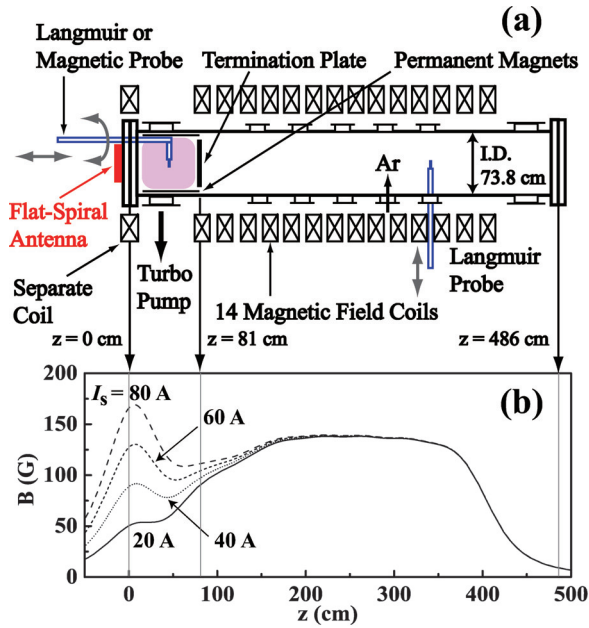 (a)
Langmuir or
Magnetic Probe
Termination Plate
Permanent Magnets
I.D.
73.8 cm
Ar
Flat-Spiral
Antenna
Turbo
Pump
Langmuir
Probe
Separate
Coil
14 Magnetic Field Coils
z = 0 cm
z = 81 cm
z = 486 cm
(b)
200
150
100
50
0
B (G)
Is = 80 A
60 A
40 A
20 A
0 100 200 300 400 500
z (cm)